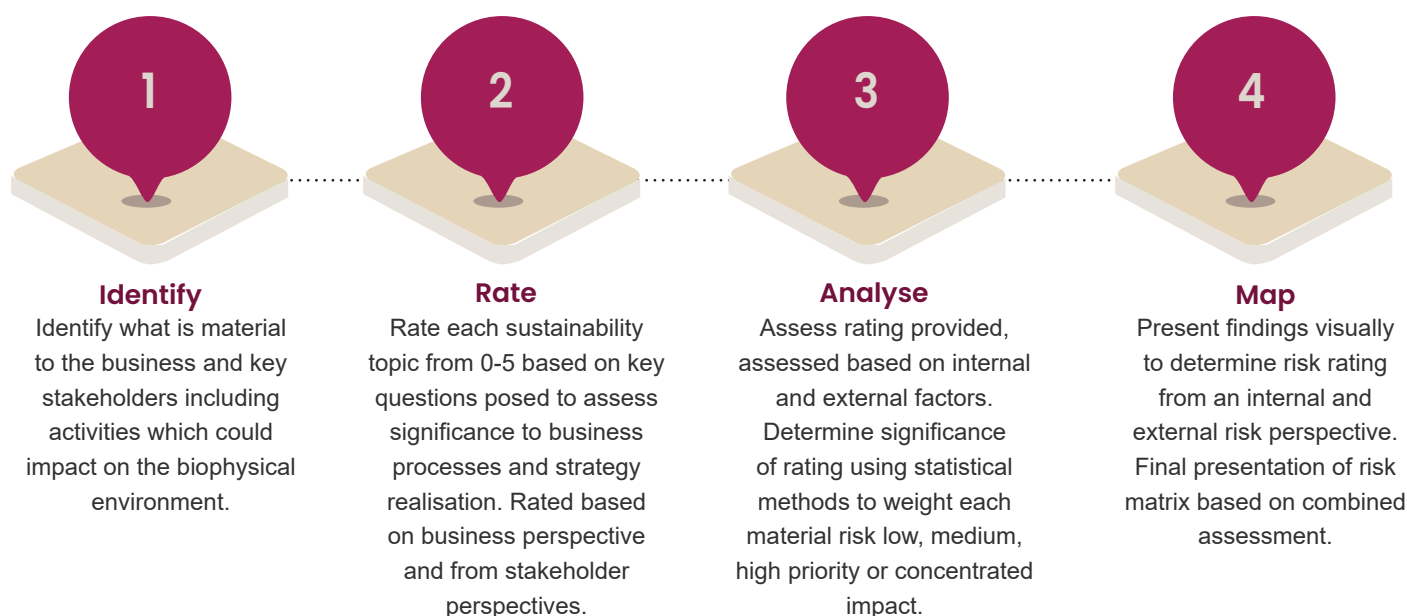 1
Identify
Identify what is material
to the business and key
stakeholders including
activities which could
impact on the biophysical
environment.
2
Rate
Rate each sustainability
topic from 0-5 based on key
questions posed to assess
significance to business
processes and strategy
realisation. Rated based
on business perspective
and from stakeholder
perspectives.
3
Analyse
Assess rating provided,
assessed based on internal
and external factors.
Determine significance
of rating using statistical
methods to weight each
material risk low, medium,
high priority or concentrated
impact.
4
Map
Present findings visually
to determine risk rating
from an internal and
external risk perspective.
Final presentation of risk
matrix based on combined
assessment.